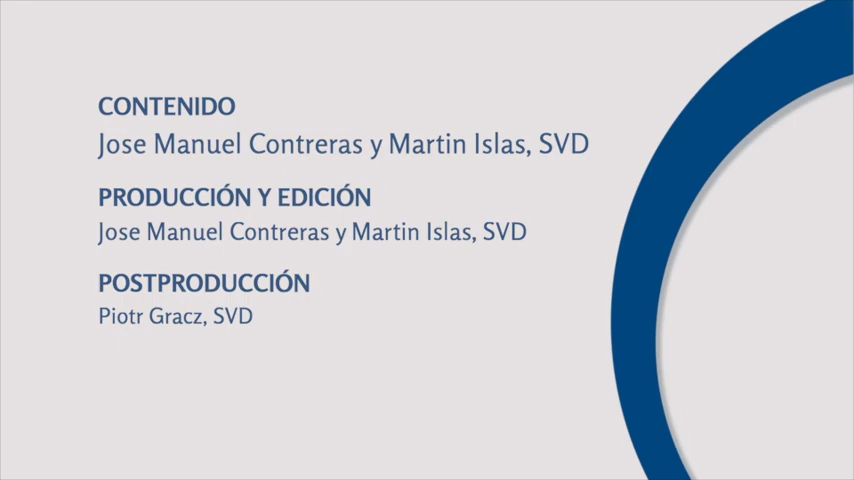 CONTENIDO
Jose Manuel Contreras y Martin Islas, SVD
PRODUCCIÓN Y EDICIÓN
Jose Manuel Contreras y Martin Islas, SVD
POSTPRODUCCIÓN
Piotr Gracz, SVD